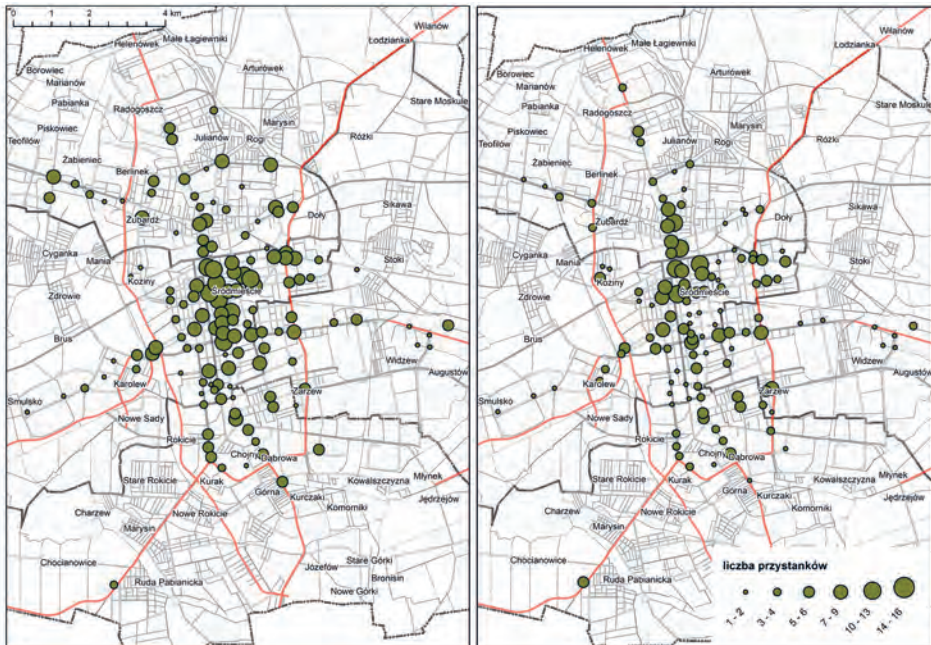 0 1 2 4 km
Wilanów
Łodzianka
Helenówek
Małe Łagiewniki
Borowiec
Marianów
Arturówek
Pabianka
Radogoszcz
Stare Moskule
Marysin
Piskowiec
Julianów
Rogi
Różki
Teofilów
Żabieniec
Berlinek
Sikawa
Żubardź
Doły
Cyganka
Mania
Stoki
Koziny
Zdrowie
Śródmieście
Brus
Widzew
Augustów
Karolew
Zarzew
Smulsko
Nowe Sady
Rokicie
Chojny
Dąbrowa
Stare Rokicie
Kurak
Kowalszczyzna
Młynek
Górna
Kurczaki
Jędrzejów
Charzew
Nowe Rokicie
Komorniki
Marysin
Chocianowice
Józefów
Stare Górki
Ruda Pabianicka
Bronisin
Nowe Górki
Wilanów
Łodzianka
Helenówek
Małe Łagiewniki
Borowiec
Marianów
Arturówek
Pabianka
Radogoszcz
Stare Moskule
Marysin
Piskowiec
Julianów
Rogi
Różki
Teofilów
Żabieniec
Berlinek
Sikawa
Żubardź
Doły
Cyganka
Mania
Stoki
Koziny
Zdrowie
Śródmieście
Brus
Widzew
Augustów
Karolew
Zarzew
Smulsko
Nowe Sady
Rokicie
Chojny
Dąbrowa
Stare Rokicie
Kurak
Kowalszczyzna
Młynek
Górna
Kurczaki
Jędrzejów
Charzew
Nowe Rokicie
Komorniki
Marysin
Chocianowice
Ruda Pabianicka
liczba przystanków
1 - 2
3 - 4
5 - 6
7 - 9
10 - 13
14 - 16